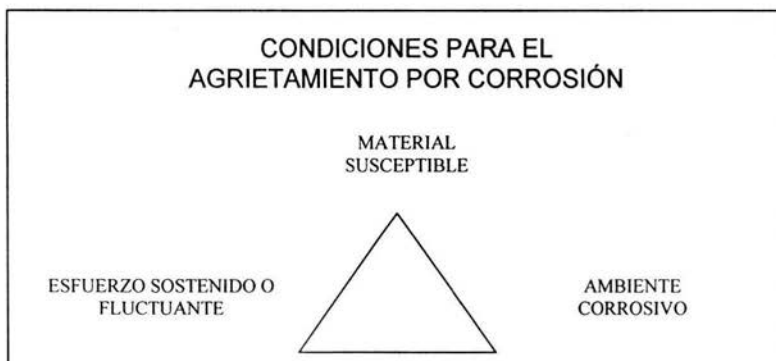 CONDICIONES PARA EL
AGRIETAMIENTO POR CORROSIÓN
MATERIAL
SUSCEPTIBLE
ESFUERZO SOSTENIDO O
FLUCTUANTE
AMBIENTE
CORROSIVO